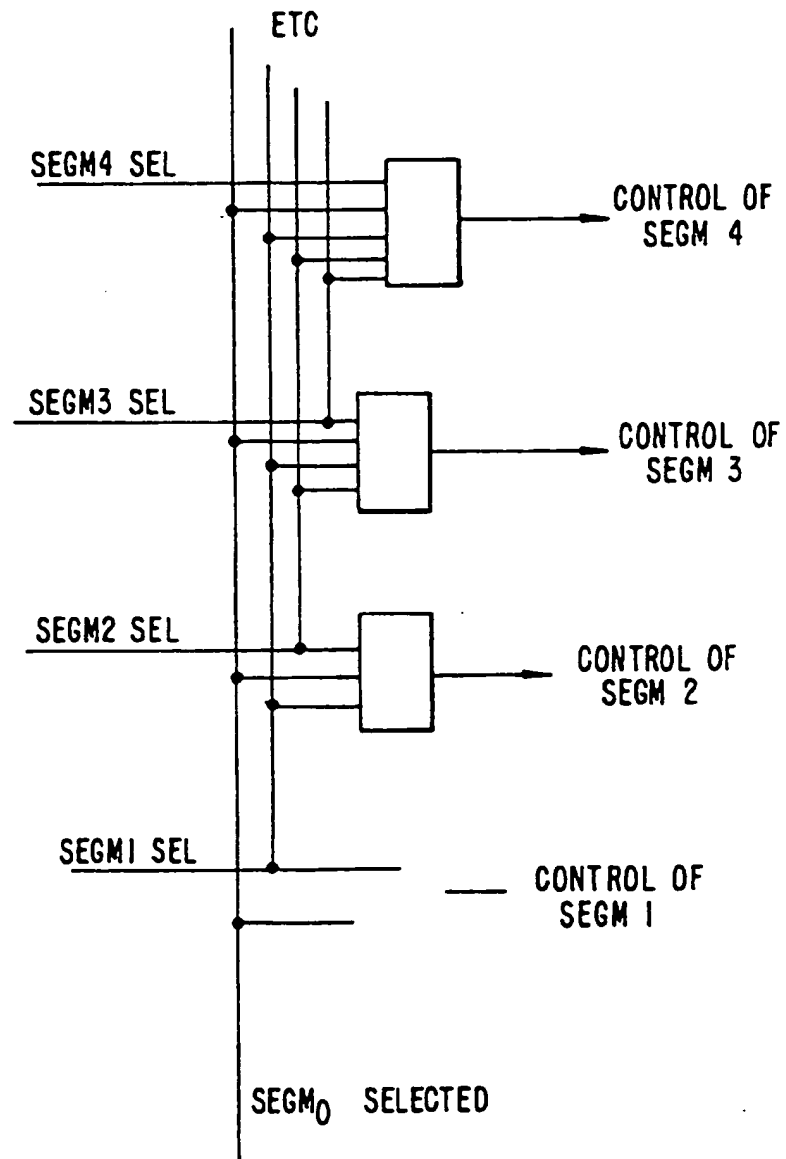 ETC
SEGM4 SEL
CONTROL OF
SEGM 4
SEGM3 SEL
CONTROL OF
SEGM 3
SEGM2 SEL
CONTROL OF
SEGM 2
SEGM1 SEL
CONTROL OF
SEGM 1
SEGM0 SELECTED